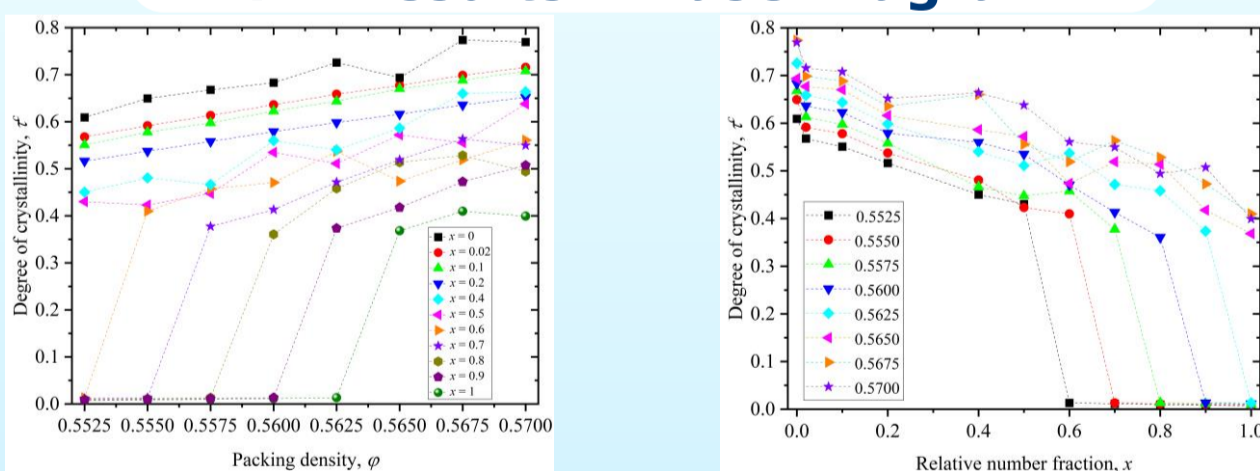 0.8
0.7
0.6
0.5
0.4
0.3
0.2
0.1
0.0
Degree of crystallinity, τᶜ
x = 0
x = 0.02
x = 0.1
x = 0.2
x = 0.4
x = 0.5
x = 0.6
x = 0.7
x = 0.8
x = 0.9
x = 1
0.5525 0.5550 0.5575 0.5600 0.5625 0.5650 0.5675 0.5700
Packing density, φ
0.8
0.7
0.6
0.5
0.4
0.3
0.2
0.1
0.0
Degree of crystallinity, τᶜ
0.5525
0.5550
0.5575
0.5600
0.5625
0.5650
0.5675
0.5700
0.0 0.2 0.4 0.6 0.8 1.0
Relative number fraction, x